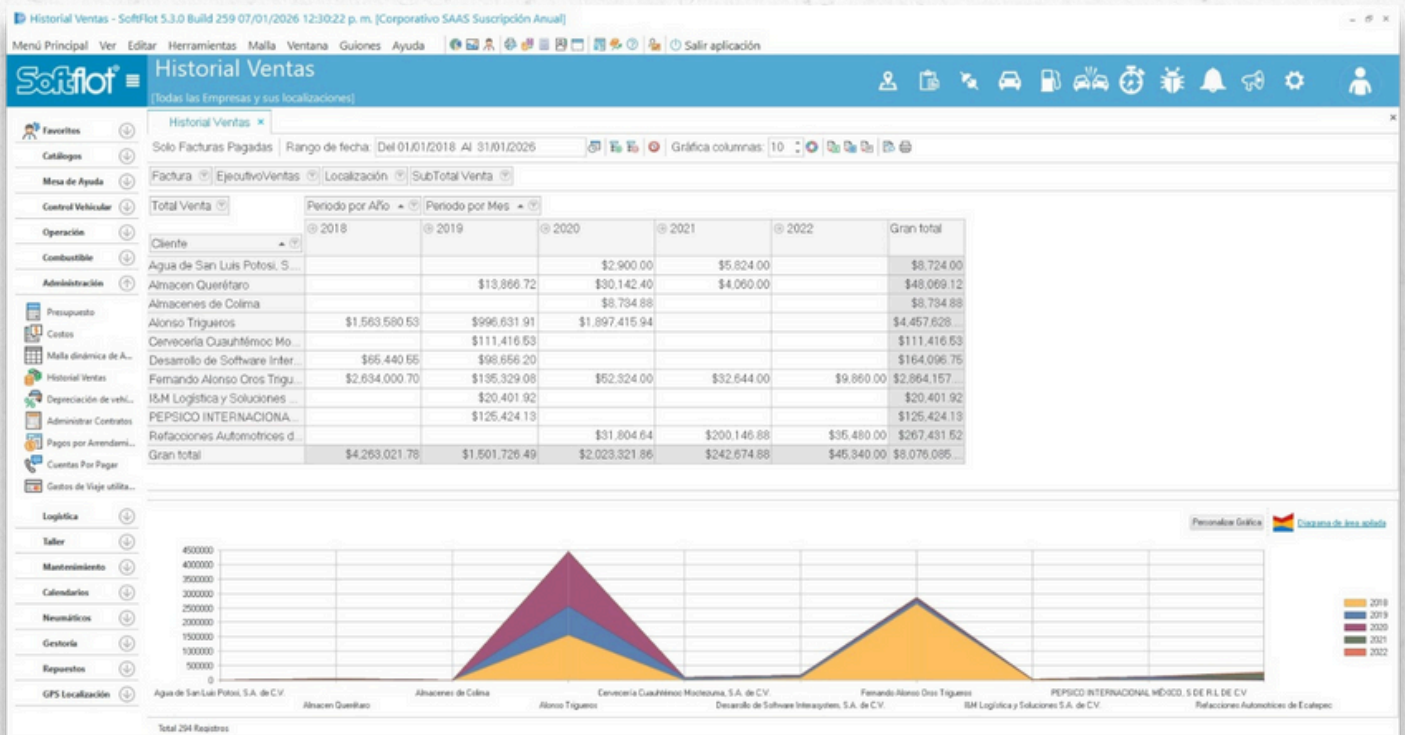 Historial Ventas - SoftFlot 5.3.0 Build 259 07/01/2026 12:30:22 p. m. [Corporativo SAAS Suscripción Anual]
Menú Principal Ver Editar Herramientas Malla Ventana Guiones Ayuda Salir aplicación
Softflot® Historial Ventas
[Todas las Empresas y sus localizaciones]
Historial Ventas ×
Solo Facturas Pagadas Rango de fecha: Del 01/01/2018 Al 31/01/2026 Gráfica columnas: 10
Factura EjecutivoVentas Localización SubTotal Venta
Total Venta Periodo por Año Periodo por Mes
Cliente 2018 2019 2020 2021 2022 Gran total
Agua de San Luis Potosi, S... $2,900.00 $5,824.00 $8,724.00
Almacen Querétaro $13,866.72 $30,142.40 $4,060.00 $48,069.12
Almacenes de Colima $8,734.88 $8,734.88
Alonso Trigueros $1,563,580.53 $996,631.91 $1,897,415.94 $4,457,628...
Cervecería Cuauhtémoc Mo... $111,416.53 $111,416.53
Desarrollo de Software Inter... $65,440.55 $98,656.20 $164,096.75
Fernando Alonso Oros Trigu... $2,634,000.70 $135,329.08 $52,324.00 $32,644.00 $9,860.00 $2,864,157...
I&M Logística y Soluciones ... $20,401.92 $20,401.92
PEPSICO INTERNACIONA... $125,424.13 $125,424.13
Refacciones Automotrices d... $31,804.64 $200,146.88 $35,480.00 $267,431.52
Gran total $4,263,021.78 $1,501,726.49 $2,023,321.86 $242,674.88 $45,340.00 $8,076,085...
Favoritos
Catálogos
Mesa de Ayuda
Control Vehicular
Operación
Combustible
Administración
Presupuesto
Costos
Malla dinámica de A...
Historial Ventas
Depreciación de vehí...
Administrar Contratos
Pagos por Arrendami...
Cuentas Por Pagar
Gastos de Viaje utilita...
Logística
Taller
Mantenimiento
Calendarios
Neumáticos
Gestoría
Repuestos
GPS Localización
Personalizar Gráfica Diagrama de área apilada
4500000
4000000
3500000
3000000
2500000
2000000
1500000
1000000
500000
0
2018
2019
2020
2021
2022
Agua de San Luis Potosi, S.A. de C.V. Almacenes de Colima Cervecería Cuauhtémoc Moctezuma, S.A. de C.V. Fernando Alonso Oros Trigueros PEPSICO INTERNACIONAL MÉXICO, S DE R.L DE C.V
Almacen Querétaro Alonso Trigueros Desarrollo de Software Intersystem, S.A. de C.V. I&M Logística y Soluciones S.A. de C.V. Refacciones Automotrices de Ecatepec
Total 294 Registros